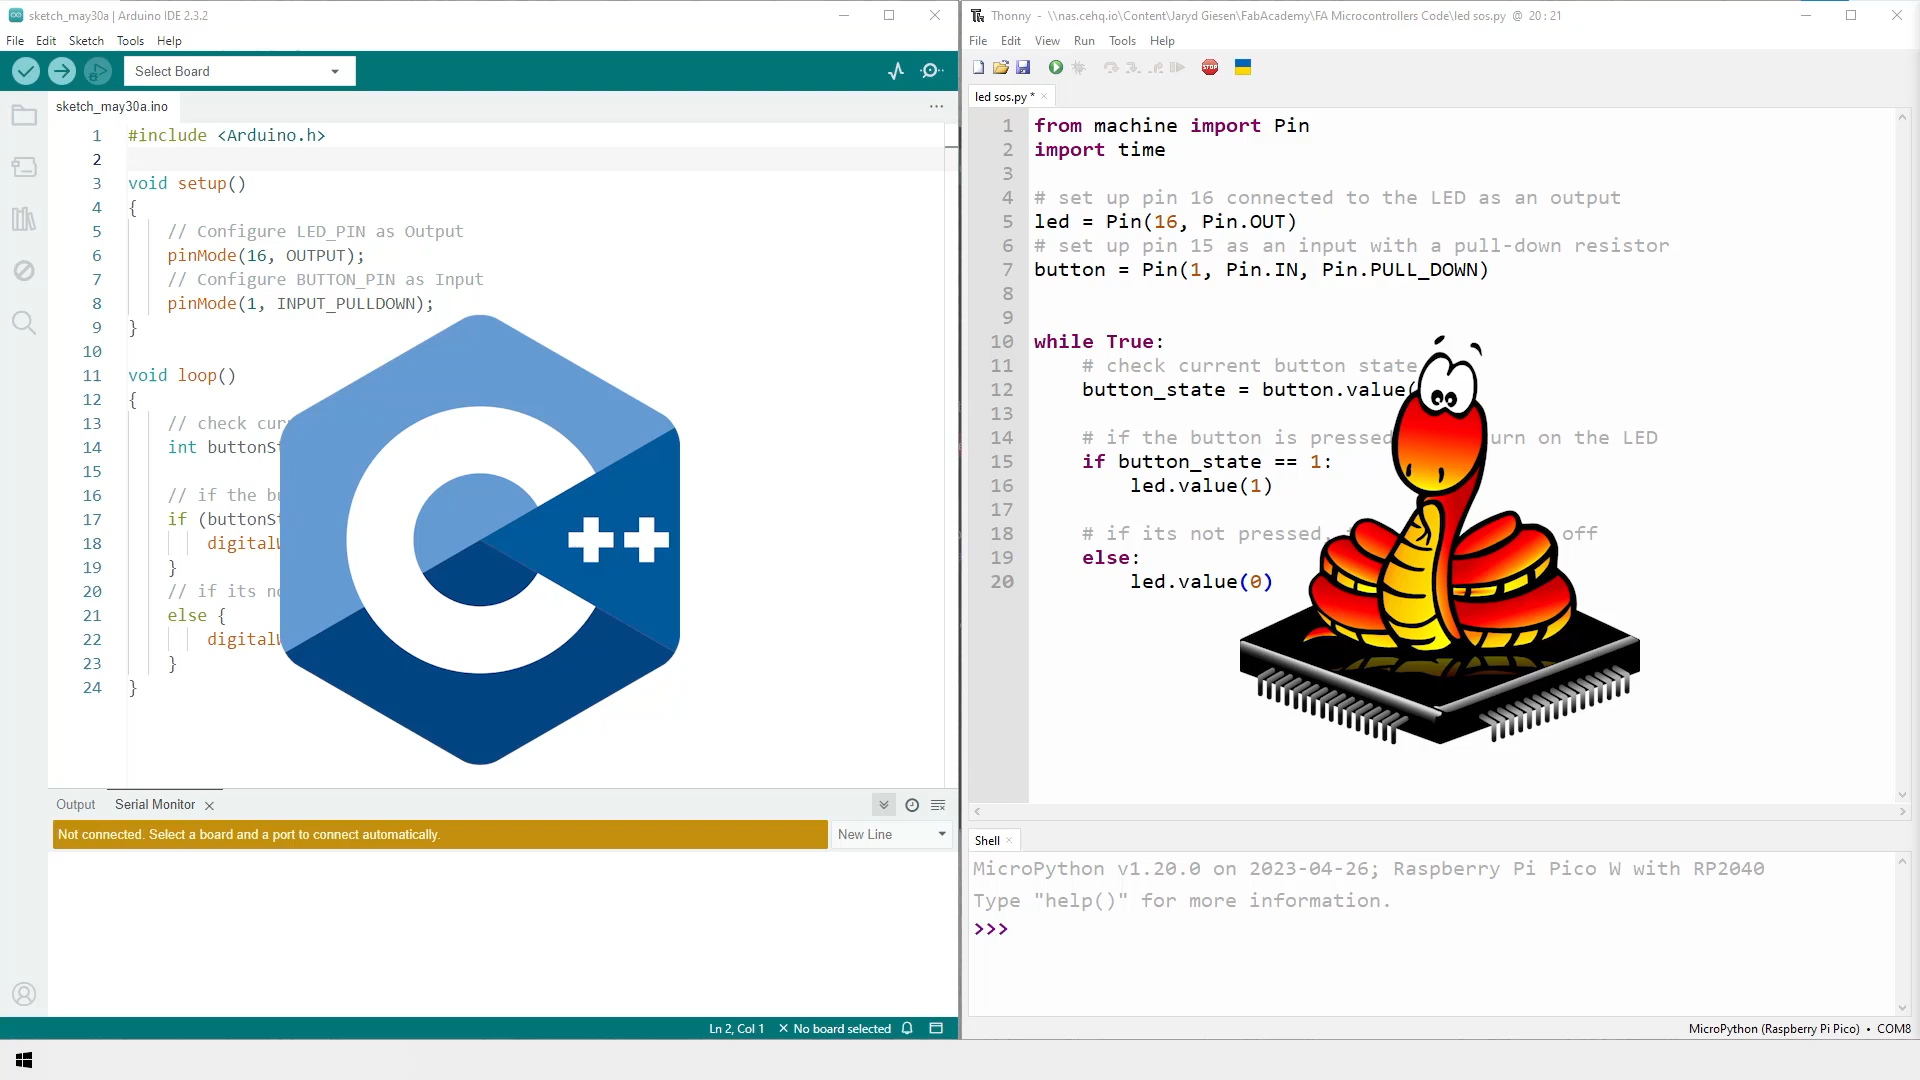 sketch_may30a | Arduino IDE 2.3.2
File Edit Sketch Tools Help
Select Board
sketch_may30a.ino
1 #include <Arduino.h>
2
3 void setup()
4 {
5 // Configure LED_PIN as Output
6 pinMode(16, OUTPUT);
7 // Configure BUTTON_PIN as Input
8 pinMode(1, INPUT_PULLDOWN);
9 }
10
11 void loop()
12 {
13 // check
14 int
15
16 // if the
17 if
18
19 }
20 // if its
21 else {
22
23 }
24 }
C ++
Output Serial Monitor
Not connected. Select a board and a port to connect automatically.
New Line
Ln 2, Col 1 No board selected
Thonny - \\nas.cehq.io\Content\Jaryd Giesen\FabAcademy\FA Microcontrollers Code\led sos.py @ 20 : 21
File Edit View Run Tools Help
STOP
led sos.py *
1 from machine import Pin
2 import time
3
4 # set up pin 16 connected to the LED as an output
5 led = Pin(16, Pin.OUT)
6 # set up pin 15 as an input with a pull-down resistor
7 button = Pin(1, Pin.IN, Pin.PULL_DOWN)
8
9
10 while True:
11 # check current button state
12 button_state = button.value(
13
14 # if the button is pressed on the LED
15 if button_state == 1:
16 led.value(1)
17
18 # if its not pressed, off
19 else:
20 led.value(0)
Shell
MicroPython v1.20.0 on 2023-04-26; Raspberry Pi Pico W with RP2040
Type "help()" for more information.
>>>
MicroPython (Raspberry Pi Pico) • COM8